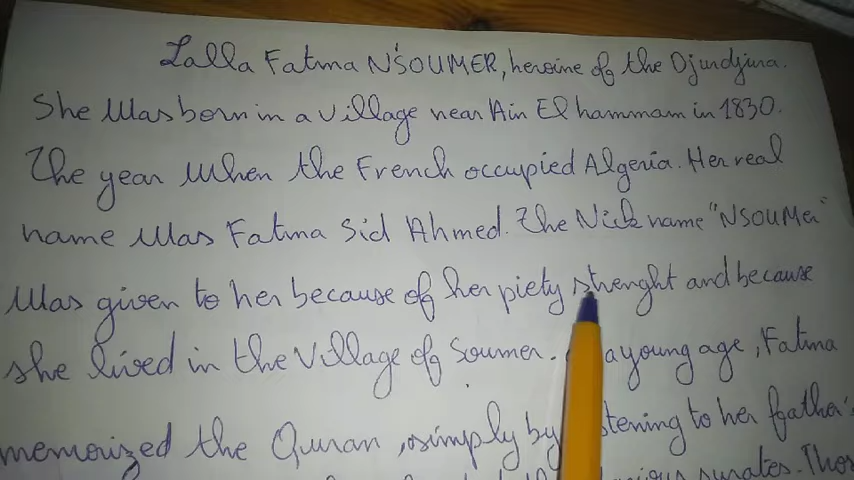 Lalla Fatma N'SOUMER, heroine of the Djurdjura.
She Was born in a village near Ain El hammam in 1830.
The year When the French occupied Algeria. Her real
name Was Fatma Sid Ahmed. The Nick name "NSOUMer"
Was given to her because of her piety strenght and because
she lived in the village of Soumer. a young age, Fatma
memorized the Quran, simply by to her father's
surates.